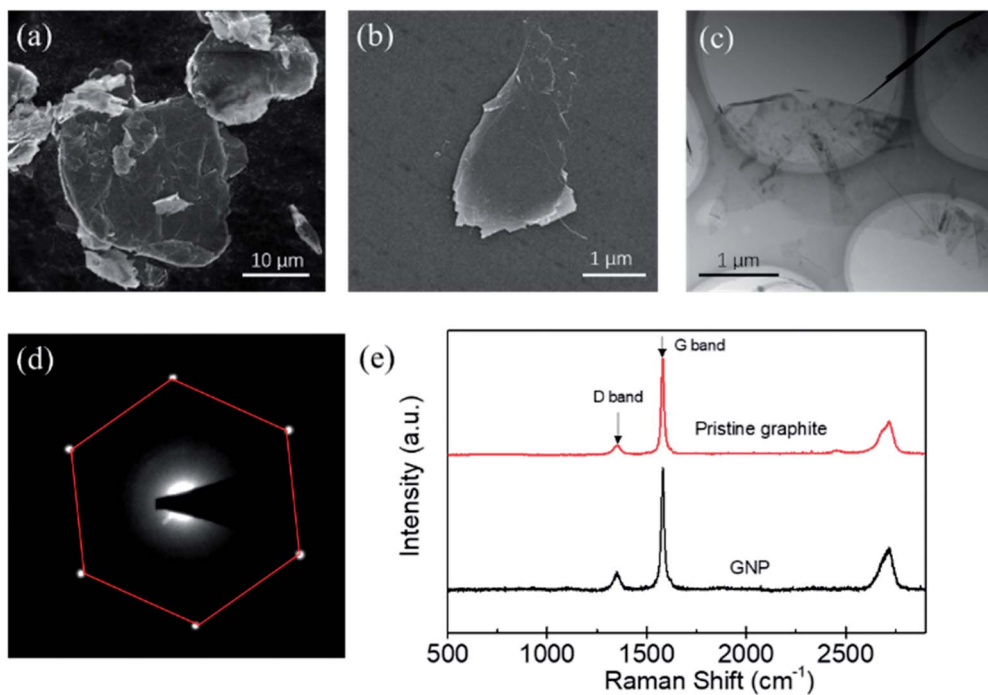 (a)
10 μm
(b)
1 μm
(c)
1 μm
(d)
(e)
G band
D band
Pristine graphite
GNP
Intensity (a.u.)
500 1000 1500 2000 2500
Raman Shift (cm⁻¹)